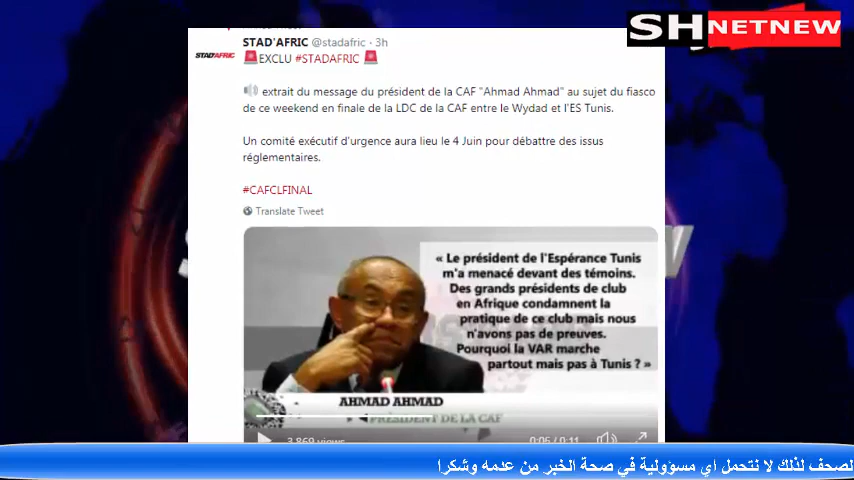 SHNETNEW
STAD'AFRIC @stadafric · 3h
STAD'AFRIC
🚨EXCLU #STADAFRIC 🚨
🔊 extrait du message du président de la CAF "Ahmad Ahmad" au sujet du fiasco
de ce weekend en finale de la LDC de la CAF entre le Wydad et l'ES Tunis.
Un comité exécutif d'urgence aura lieu le 4 Juin pour débattre des issus
réglementaires.
#CAFCLFINAL
Translate Tweet
« Le président de l'Espérance Tunis
m'a menacé devant des témoins.
Des grands présidents de club
en Afrique condamnent la
pratique de ce club mais nous
n'avons pas de preuves.
Pourquoi la VAR marche
partout mais pas à Tunis ? »
AHMAD AHMAD
PRÉSIDENT DE LA CAF
3,869 views
0:06 / 0:11
لصحف لذلك لا نتحمل اي مسؤولية في صحة الخبر من عدمه وشكرا